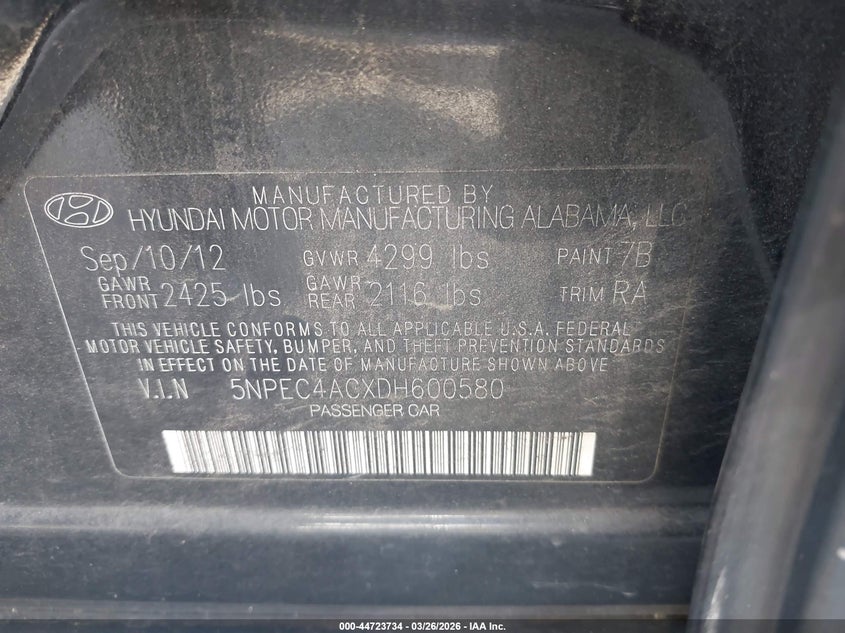 MANUFACTURED BY
HYUNDAI MOTOR MANUFACTURING ALABAMA, LLC
Sep/10/12 GVWR 4299 lbs PAINT 7B
GAWR FRONT 2425 lbs GAWR REAR 2116 lbs TRIM RA
THIS VEHICLE CONFORMS TO ALL APPLICABLE U.S.A. FEDERAL
MOTOR VEHICLE SAFETY, BUMPER, AND THEFT PREVENTION STANDARDS
IN EFFECT ON THE DATE OF MANUFACTURE SHOWN ABOVE
V.I.N 5NPEC4ACXDH600580
PASSENGER CAR
000-44723734 | 03/26/2026 - IAA Inc.